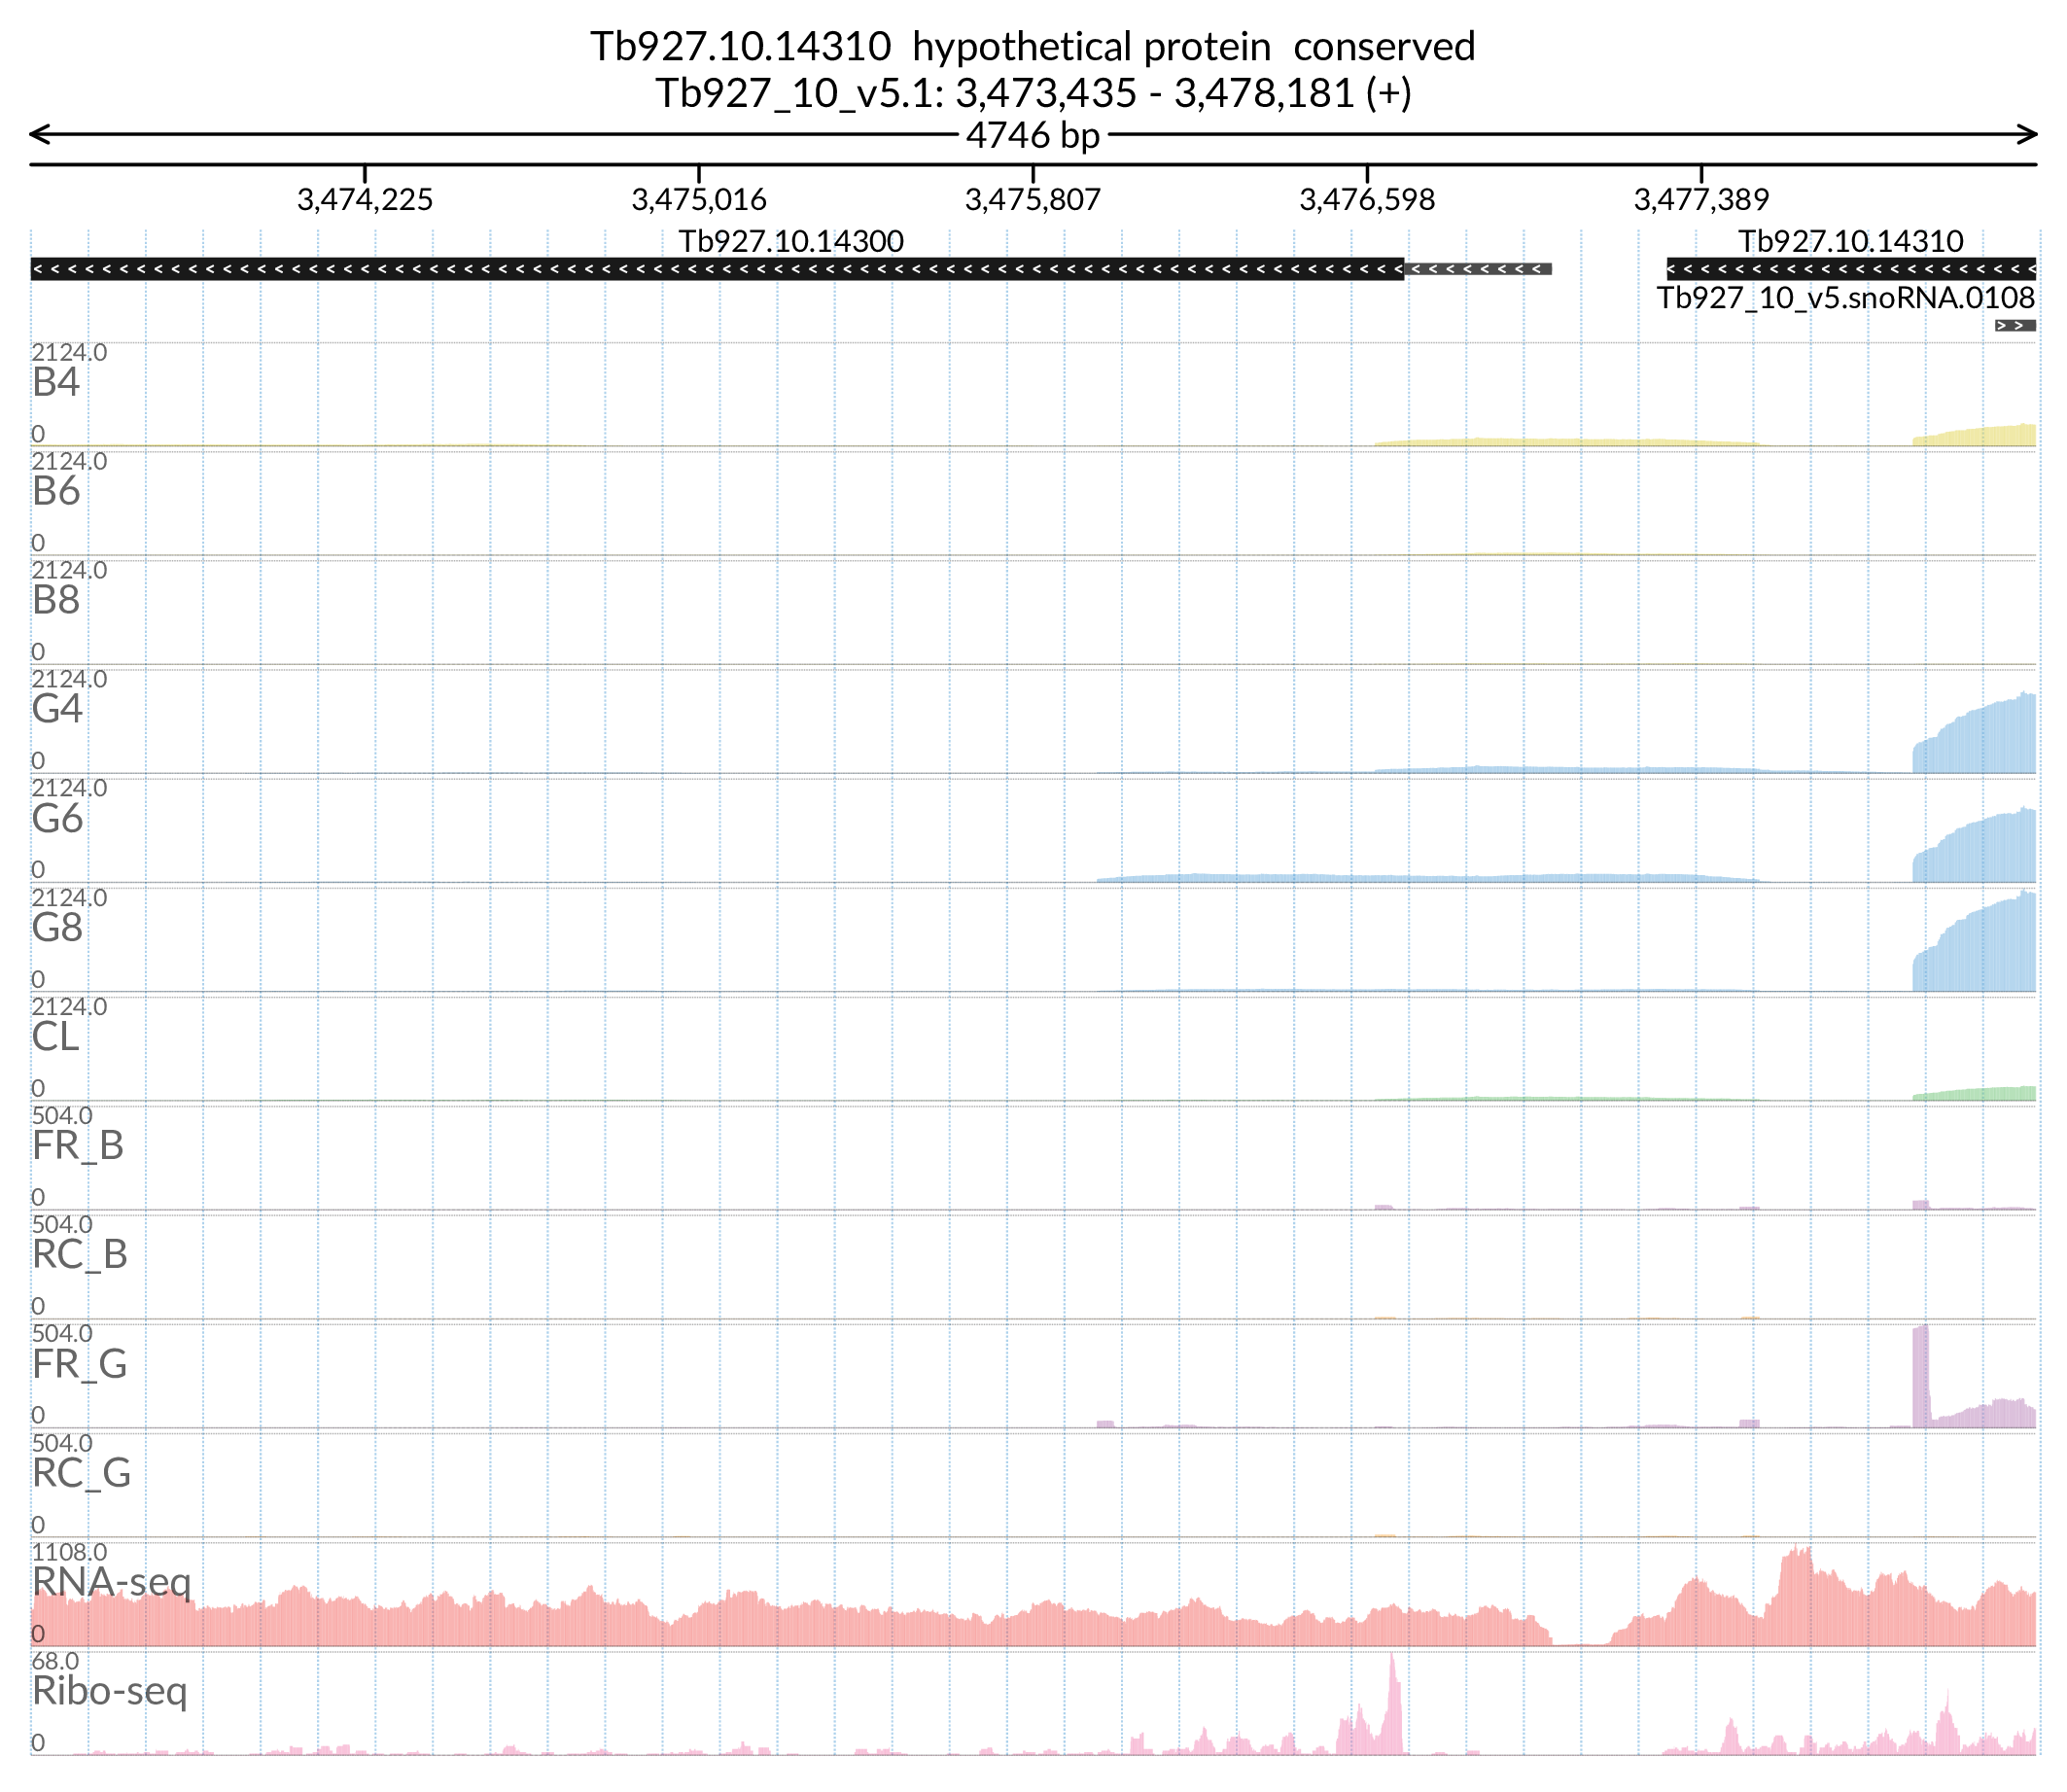 Tb927.10.14310 hypothetical protein conserved
Tb927_10_v5.1: 3,473,435 - 3,478,181 (+)
4746 bp
3,474,225 3,475,016 3,475,807 3,476,598 3,477,389
Tb927.10.14300 Tb927.10.14310
Tb927_10_v5.snoRNA.0108
2124.0
B4
0
2124.0
B6
0
2124.0
B8
0
2124.0
G4
0
2124.0
G6
0
2124.0
G8
0
2124.0
CL
0
504.0
FR_B
0
504.0
RC_B
0
504.0
FR_G
0
504.0
RC_G
0
1108.0
RNA-seq
0
68.0
Ribo-seq
0